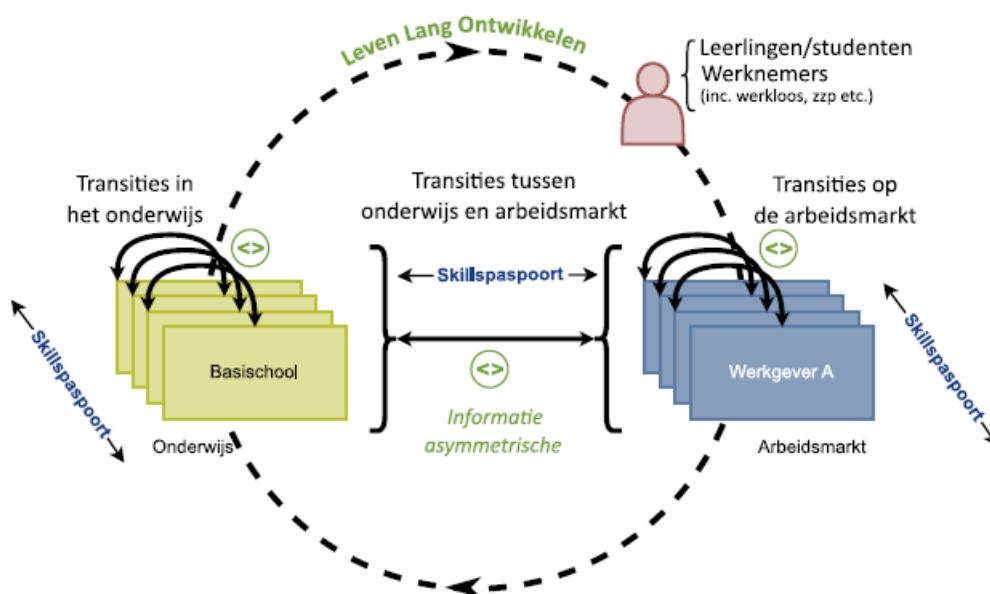 Leven Lang Ontwikkelen
Leerlingen/studenten
Werknemers
(inc. werkloos, zzp etc.)
Transities in
het onderwijs
Transities tussen
onderwijs en arbeidsmarkt
Transities op
de arbeidsmarkt
<>
<>
Skillspaspoort
Skillspaspoort
Skillspaspoort
Basischool
Werkgever A
<>
Informatie
asymmetrische
Onderwijs
Arbeidsmarkt